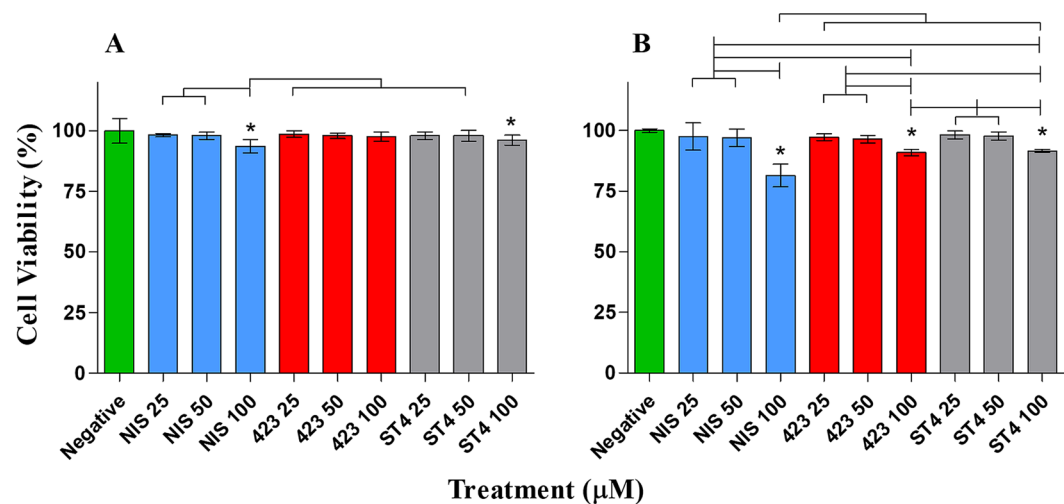 A
B
Cell Viability (%)
100
75
50
25
0
*
*
Negative
NIS 25
NIS 50
NIS 100
423 25
423 50
423 100
ST4 25
ST4 50
ST4 100
100
75
50
25
0
*
*
*
Negative
NIS 25
NIS 50
NIS 100
423 25
423 50
423 100
ST4 25
ST4 50
ST4 100
Treatment (μM)